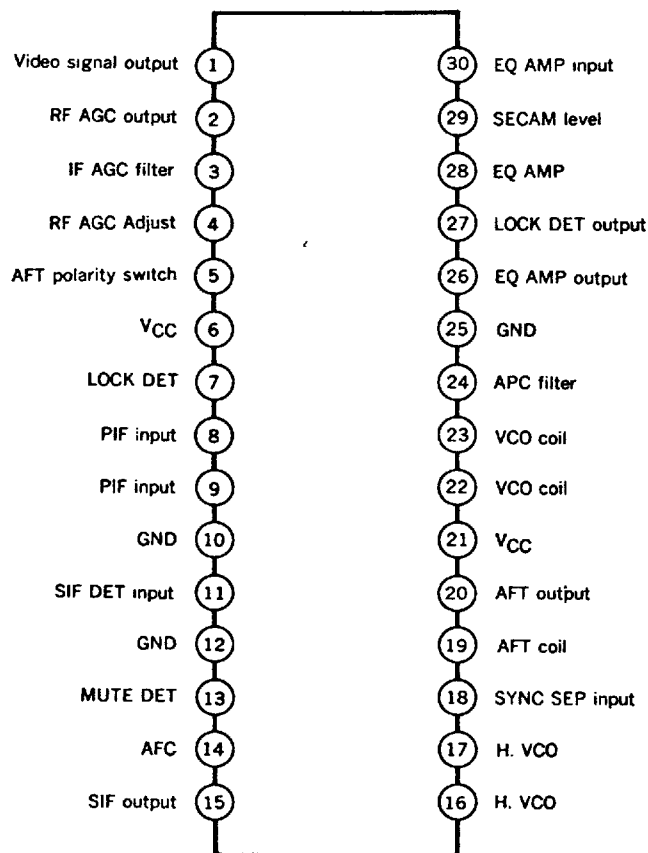 Video signal output 1 30 EQ AMP input
RF AGC output 2 29 SECAM level
IF AGC filter 3 28 EQ AMP
RF AGC Adjust 4 27 LOCK DET output
AFT polarity switch 5 26 EQ AMP output
VCC 6 25 GND
LOCK DET 7 24 APC filter
PIF input 8 23 VCO coil
PIF input 9 22 VCO coil
GND 10 21 VCC
SIF DET input 11 20 AFT output
GND 12 19 AFT coil
MUTE DET 13 18 SYNC SEP input
AFC 14 17 H. VCO
SIF output 15 16 H. VCO